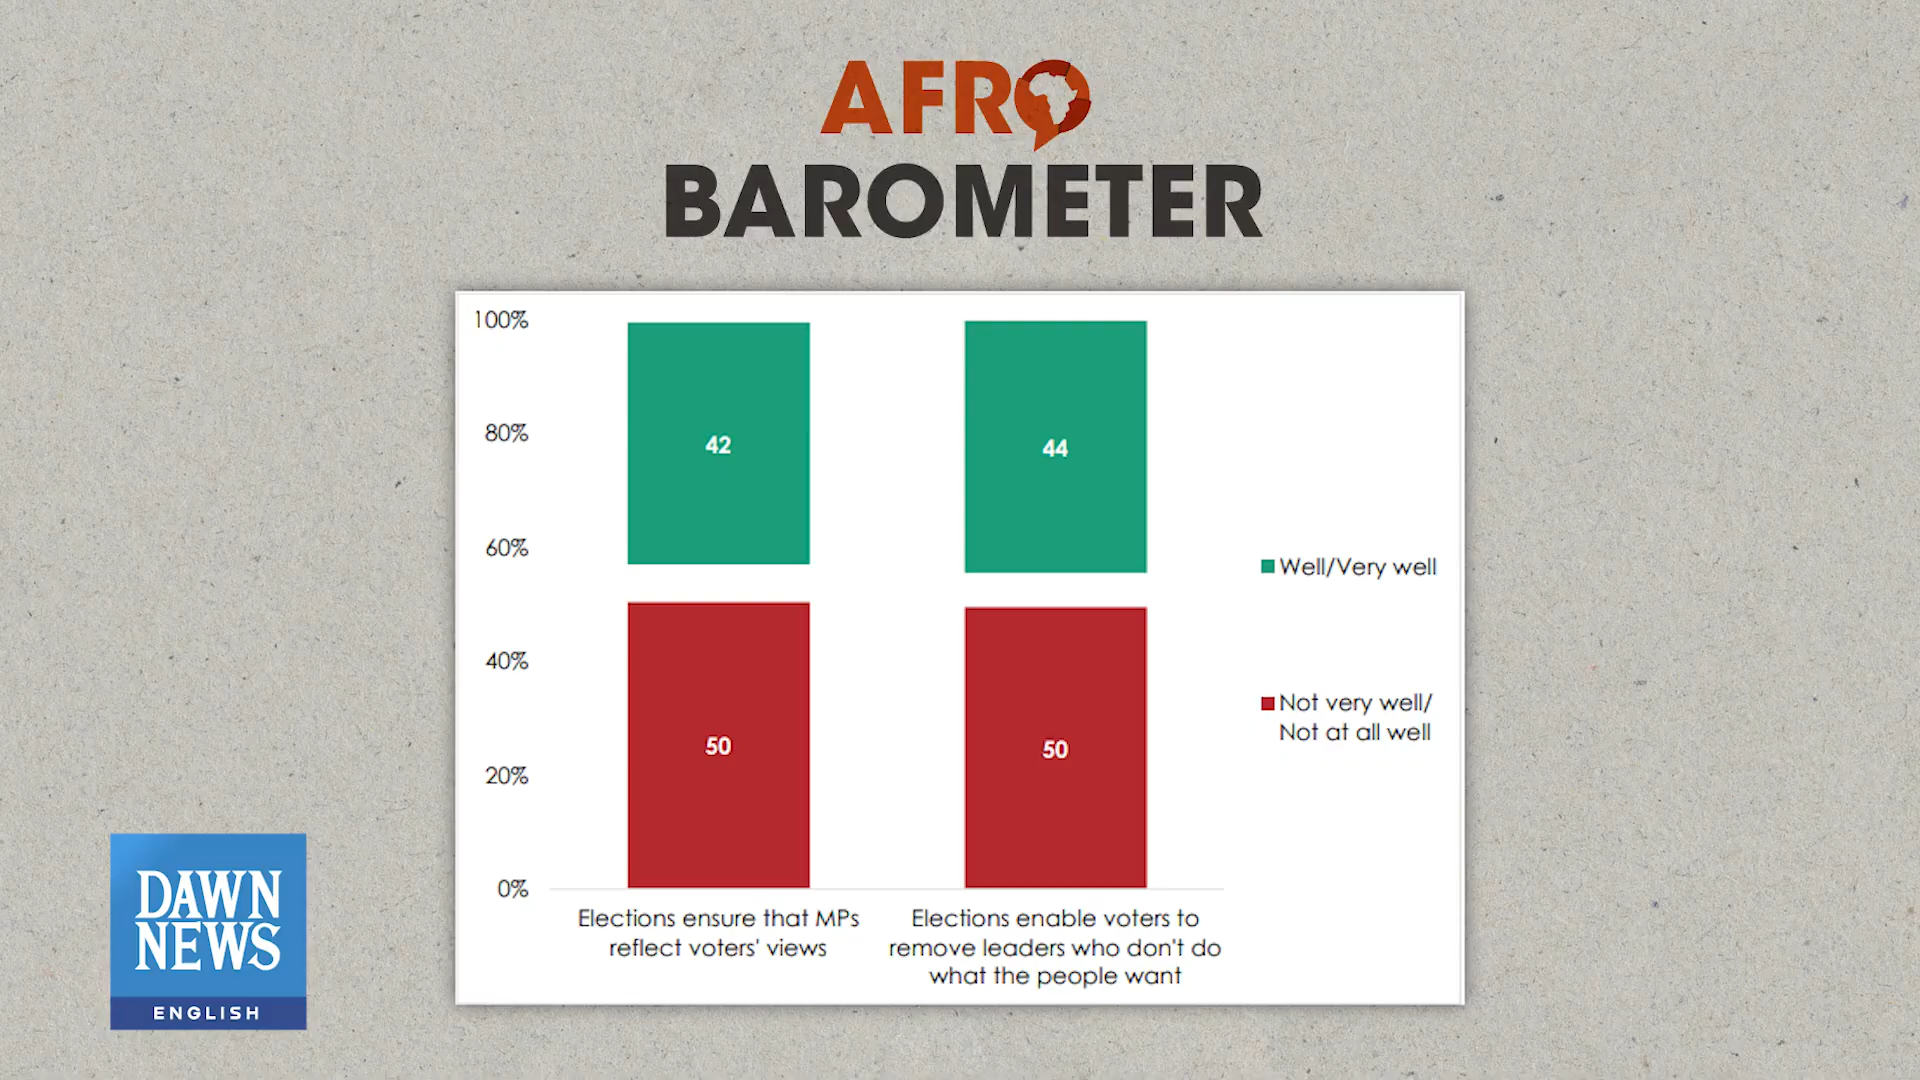 AFRO
BAROMETER
100%
80%
60%
40%
20%
0%
42
44
50
50
Well/Very well
Not very well/
Not at all well
Elections ensure that MPs
reflect voters' views
Elections enable voters to
remove leaders who don't do
what the people want
DAWN
NEWS
ENGLISH